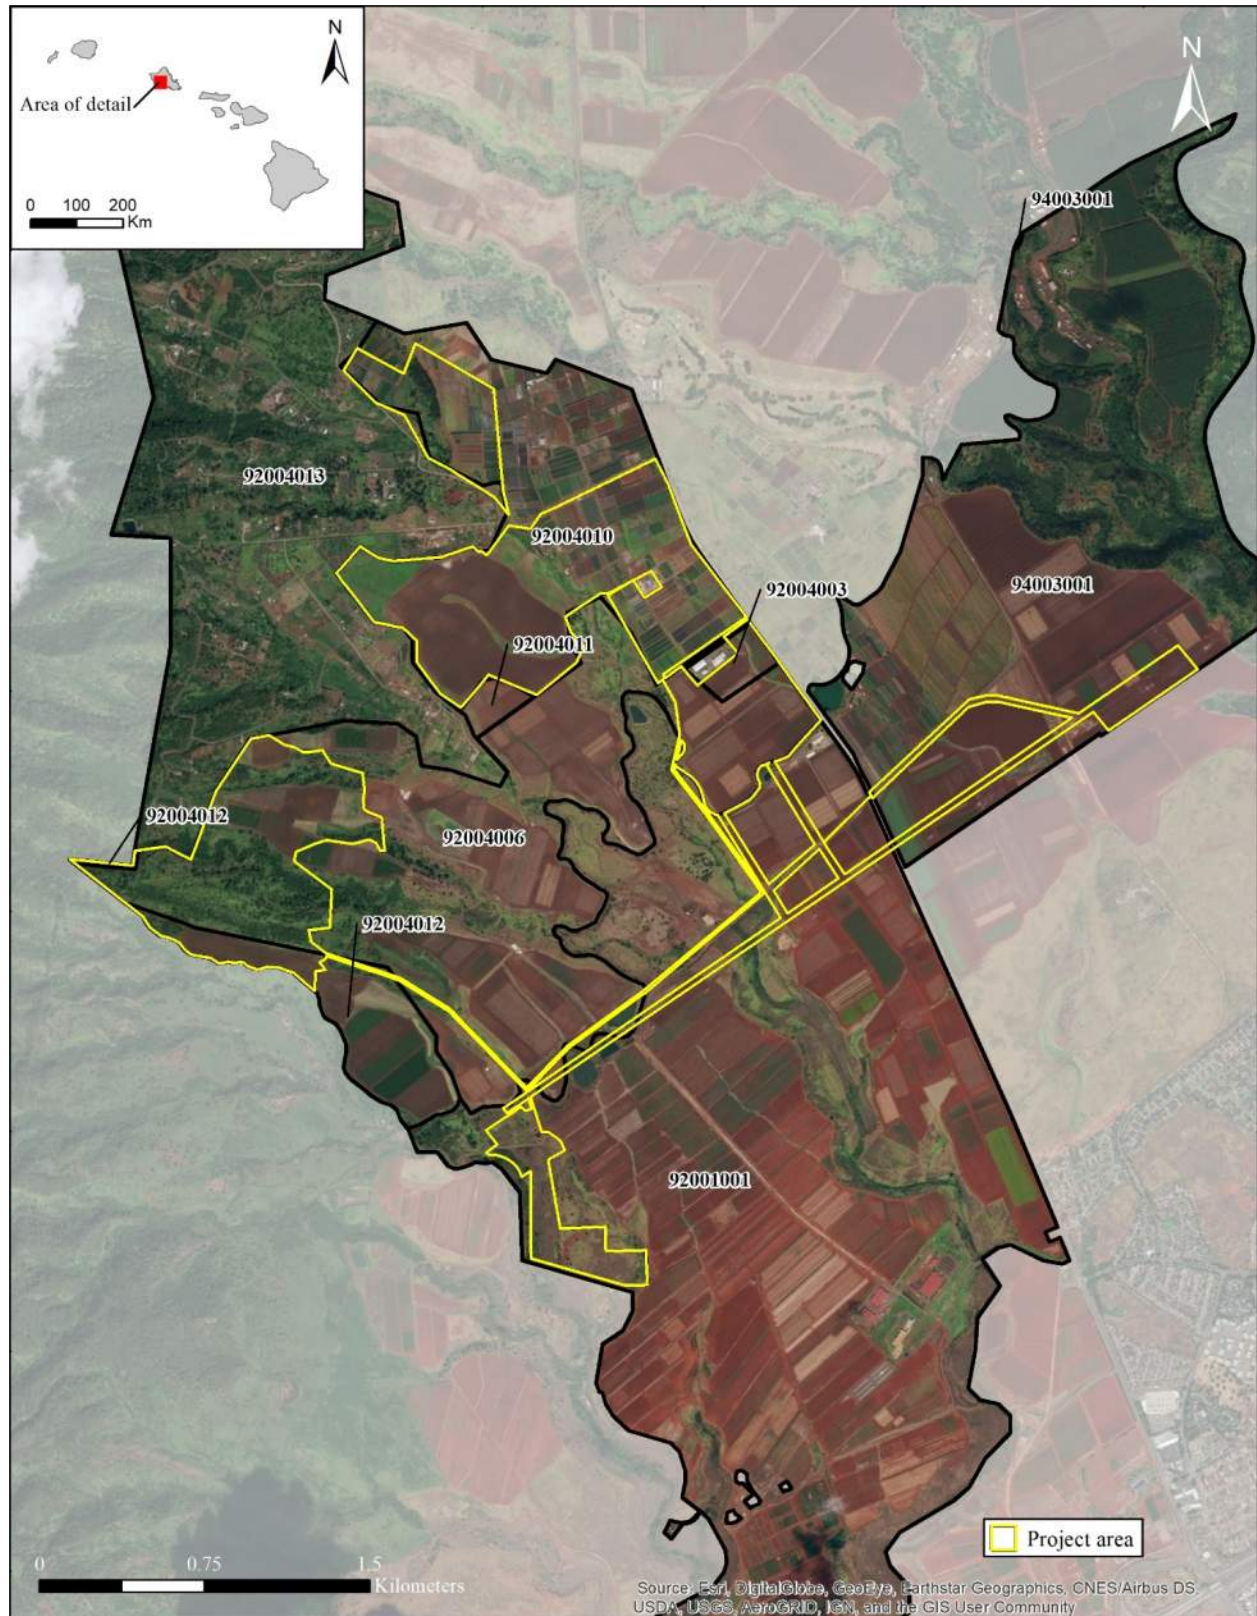 N
Area of detail
0 100 200
Km
N
94003001
92004013
92004010
92004003
94003001
92004011
92004012
92004006
92004012
92001001
Project area
0 0.75 1.5
Kilometers
Source: Esri, DigitalGlobe, GeoEye, Earthstar Geographics, CNES/Airbus DS,
USDA, USGS, AeroGRID, IGN, and the GIS User Community